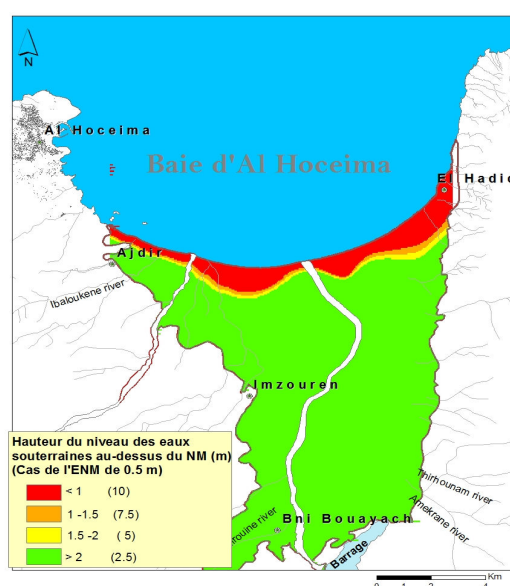 N
Al Hoceima
Baie d'Al Hoceima
El Hadid
Ajdir
Ibaloukene river
Imzouren
Hauteur du niveau des eaux
souterraines au-dessus du NM (m)
(Cas de l'ENM de 0.5 m)
< 1 (10)
1 -1.5 (7.5)
1.5 -2 ( 5)
> 2 (2.5)
Thirhounam river
Amekrane river
Bni Bouayach
rouine river
Barrage
Km